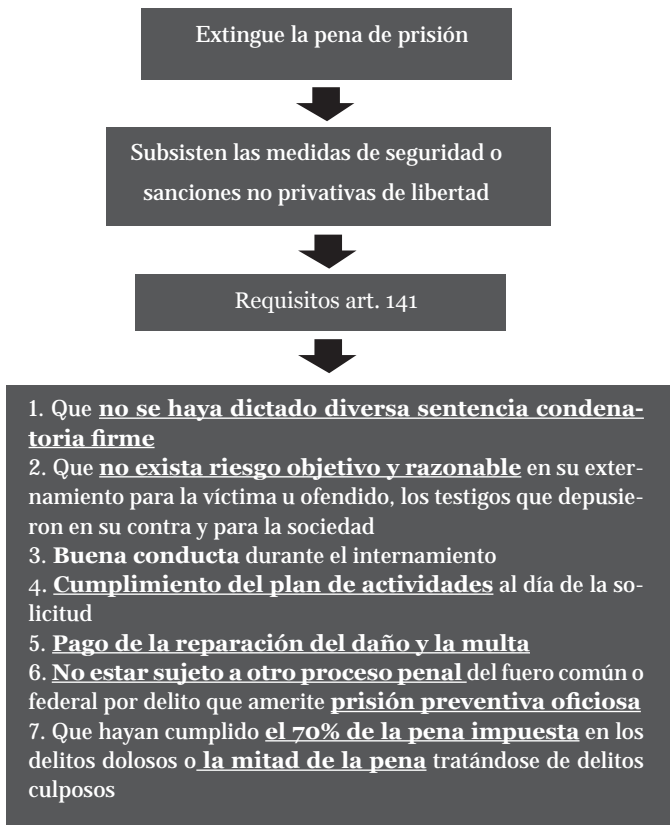 Extingue la pena de prisión
Subsisten las medidas de seguridad o
sanciones no privativas de libertad
Requisitos art. 141
1. Que no se haya dictado diversa sentencia condena-
toria firme
2. Que no exista riesgo objetivo y razonable en su exter-
namiento para la víctima u ofendido, los testigos que depusie-
ron en su contra y para la sociedad
3. Buena conducta durante el internamiento
4. Cumplimiento del plan de actividades al día de la so-
licitud
5. Pago de la reparación del daño y la multa
6. No estar sujeto a otro proceso penal del fuero común o
federal por delito que amerite prisión preventiva oficiosa
7. Que hayan cumplido el 70% de la pena impuesta en los
delitos dolosos o la mitad de la pena tratándose de delitos
culposos